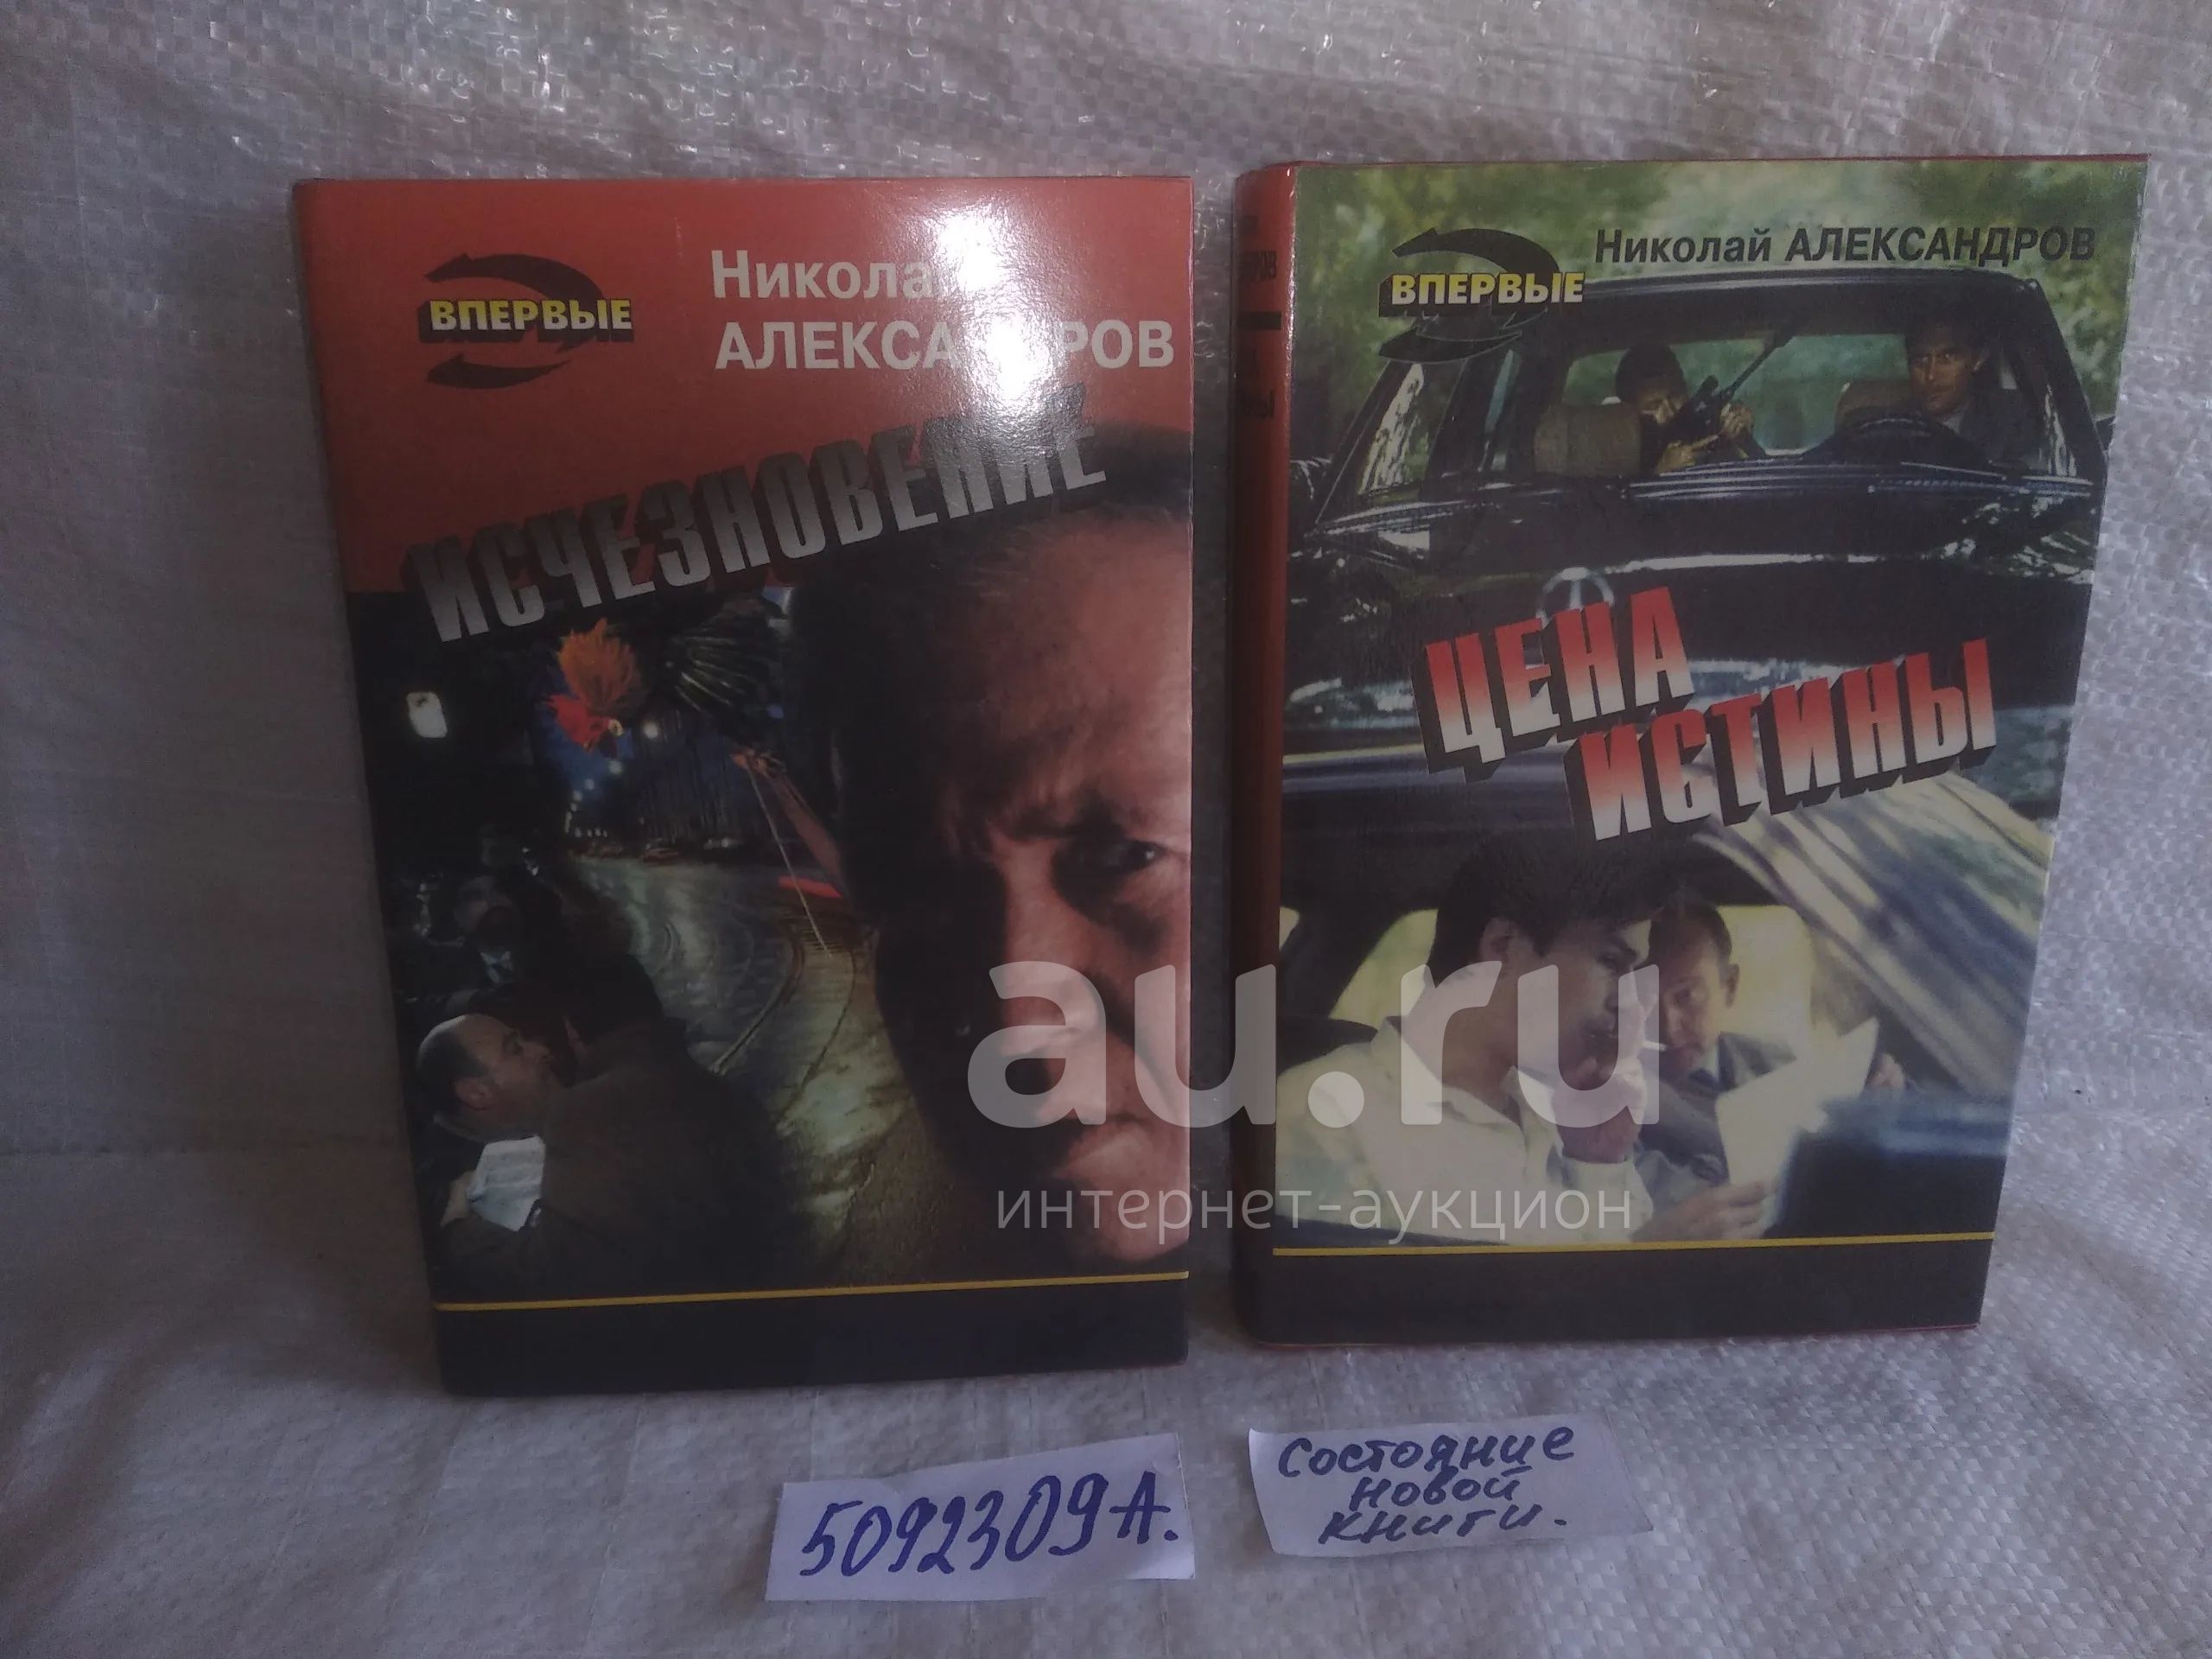 ВПЕРВЫЕ
Николай
АЛЕКСАНДРОВ
ИСЧЕЗНОВЕНИЕ
ВПЕРВЫЕ
Николай АЛЕКСАНДРОВ
ЦЕНА
ИСТИНЫ
au.ru
интернет-аукцион
5092309А.
Состояние
новой
книги.